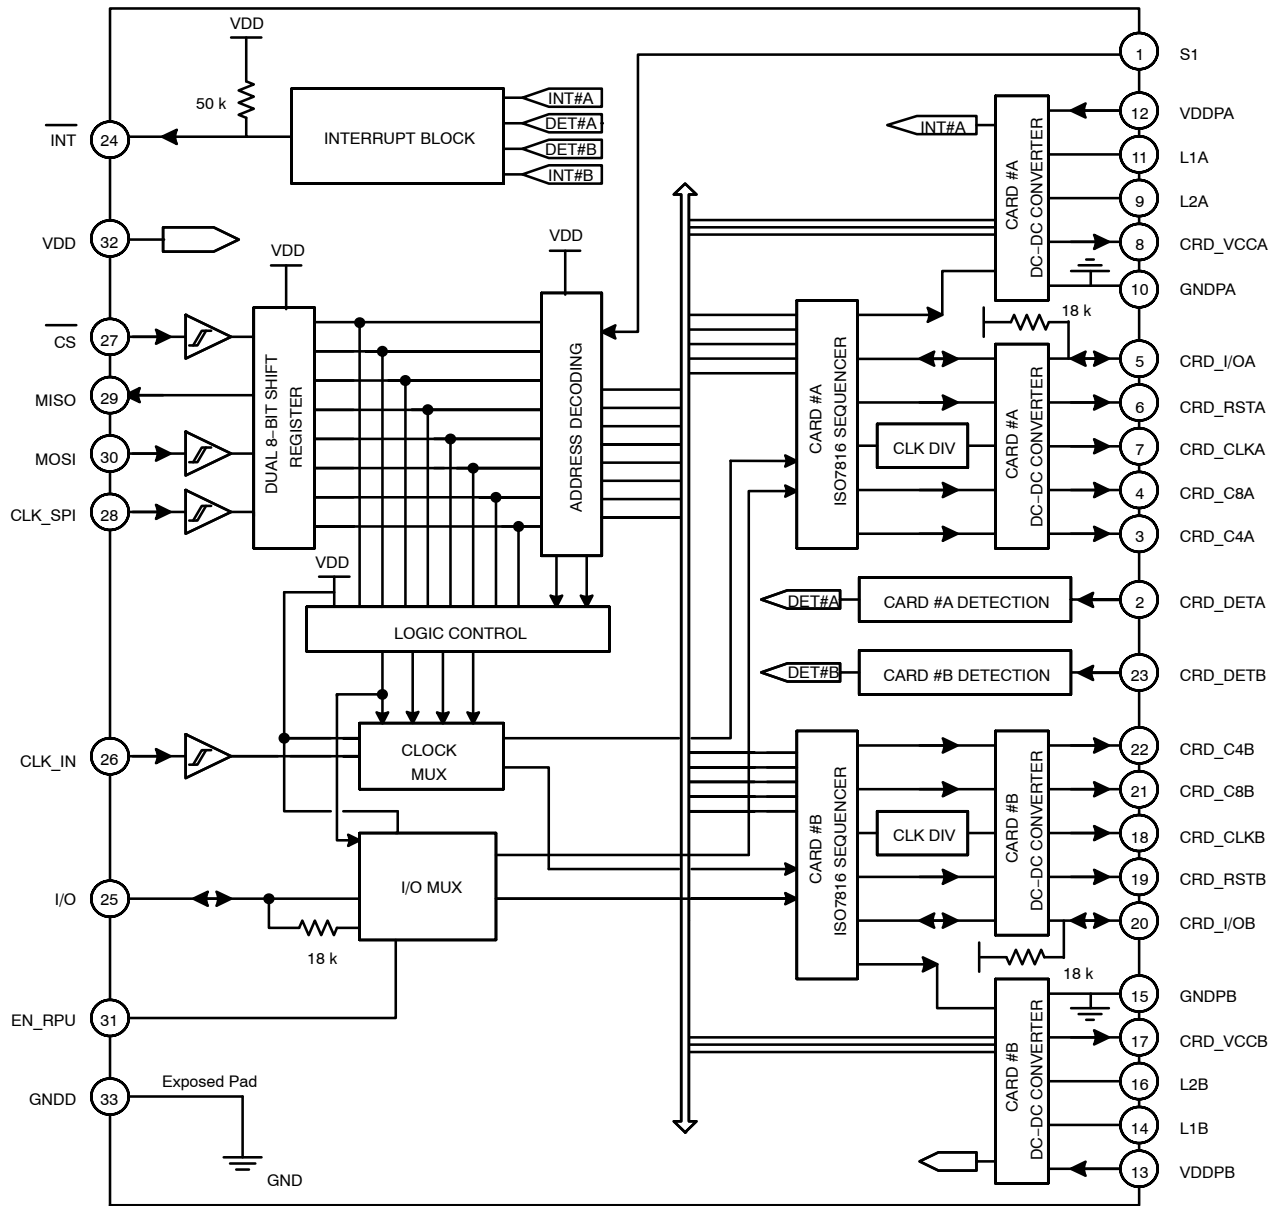 VDD
50 k
INT
24
INTERRUPT BLOCK
INT#A
DET#A
DET#B
INT#B
VDD
32
VDD
VDD
CS
27
MISO
29
MOSI
30
CLK_SPI
28
DUAL 8-BIT SHIFT
REGISTER
ADDRESS DECODING
VDD
LOGIC CONTROL
CLK_IN
26
CLOCK
MUX
I/O
25
18 k
I/O MUX
EN_RPU
31
GNDD
33
Exposed Pad
GND
1
S1
INT#A
CARD #A
DC-DC CONVERTER
12
VDDPA
11
L1A
9
L2A
8
CRD_VCCA
10
GNDPA
18 k
CARD #A
ISO7816 SEQUENCER
CLK DIV
CARD #A
DC-DC CONVERTER
5
CRD_I/OA
6
CRD_RSTA
7
CRD_CLKA
4
CRD_C8A
3
CRD_C4A
DET#A
CARD #A DETECTION
2
CRD_DETA
DET#B
CARD #B DETECTION
23
CRD_DETB
CARD #B
ISO7816 SEQUENCER
CLK DIV
CARD #B
DC-DC CONVERTER
22
CRD_C4B
21
CRD_C8B
18
CRD_CLKB
19
CRD_RSTB
20
CRD_I/OB
18 k
CARD #B
DC-DC CONVERTER
15
GNDPB
17
CRD_VCCB
16
L2B
14
L1B
13
VDDPB